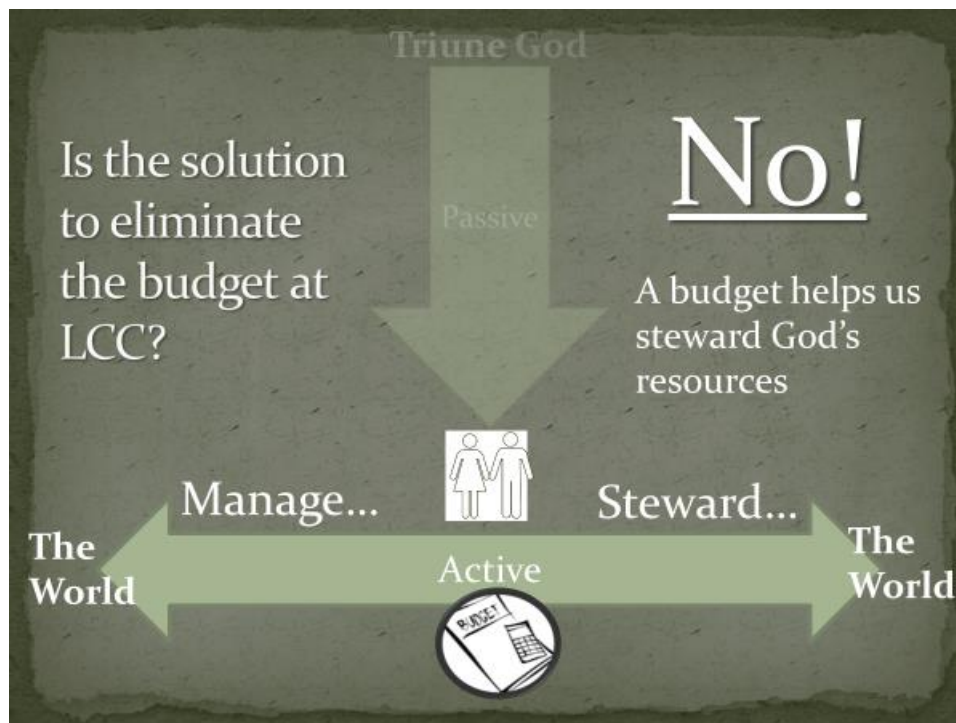 Triune God
Is the solution
to eliminate
the budget at
LCC?
No!
Passive
A budget helps us
steward God's
resources
Manage...
Steward...
The
World
Active
The
World
BUDGET